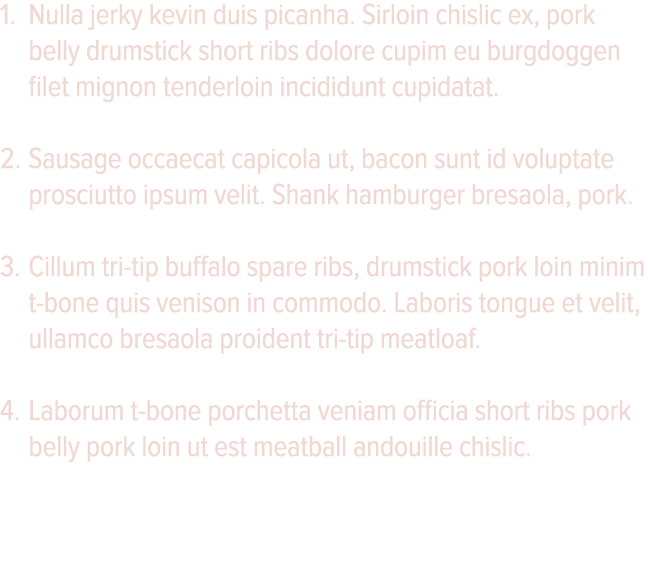 1. Nulla jerky kevin duis picanha. Sirloin chislic ex, pork
belly drumstick short ribs dolore cupim eu burgdoggen
filet mignon tenderloin incididunt cupidatat.
2. Sausage occaecat capicola ut, bacon sunt id voluptate
prosciutto ipsum velit. Shank hamburger bresaola, pork.
3. Cillum tri-tip buffalo spare ribs, drumstick pork loin minim
t-bone quis venison in commodo. Laboris tongue et velit,
ullamco bresaola proident tri-tip meatloaf.
4. Laborum t-bone porchetta veniam officia short ribs pork
belly pork loin ut est meatball andouille chislic.